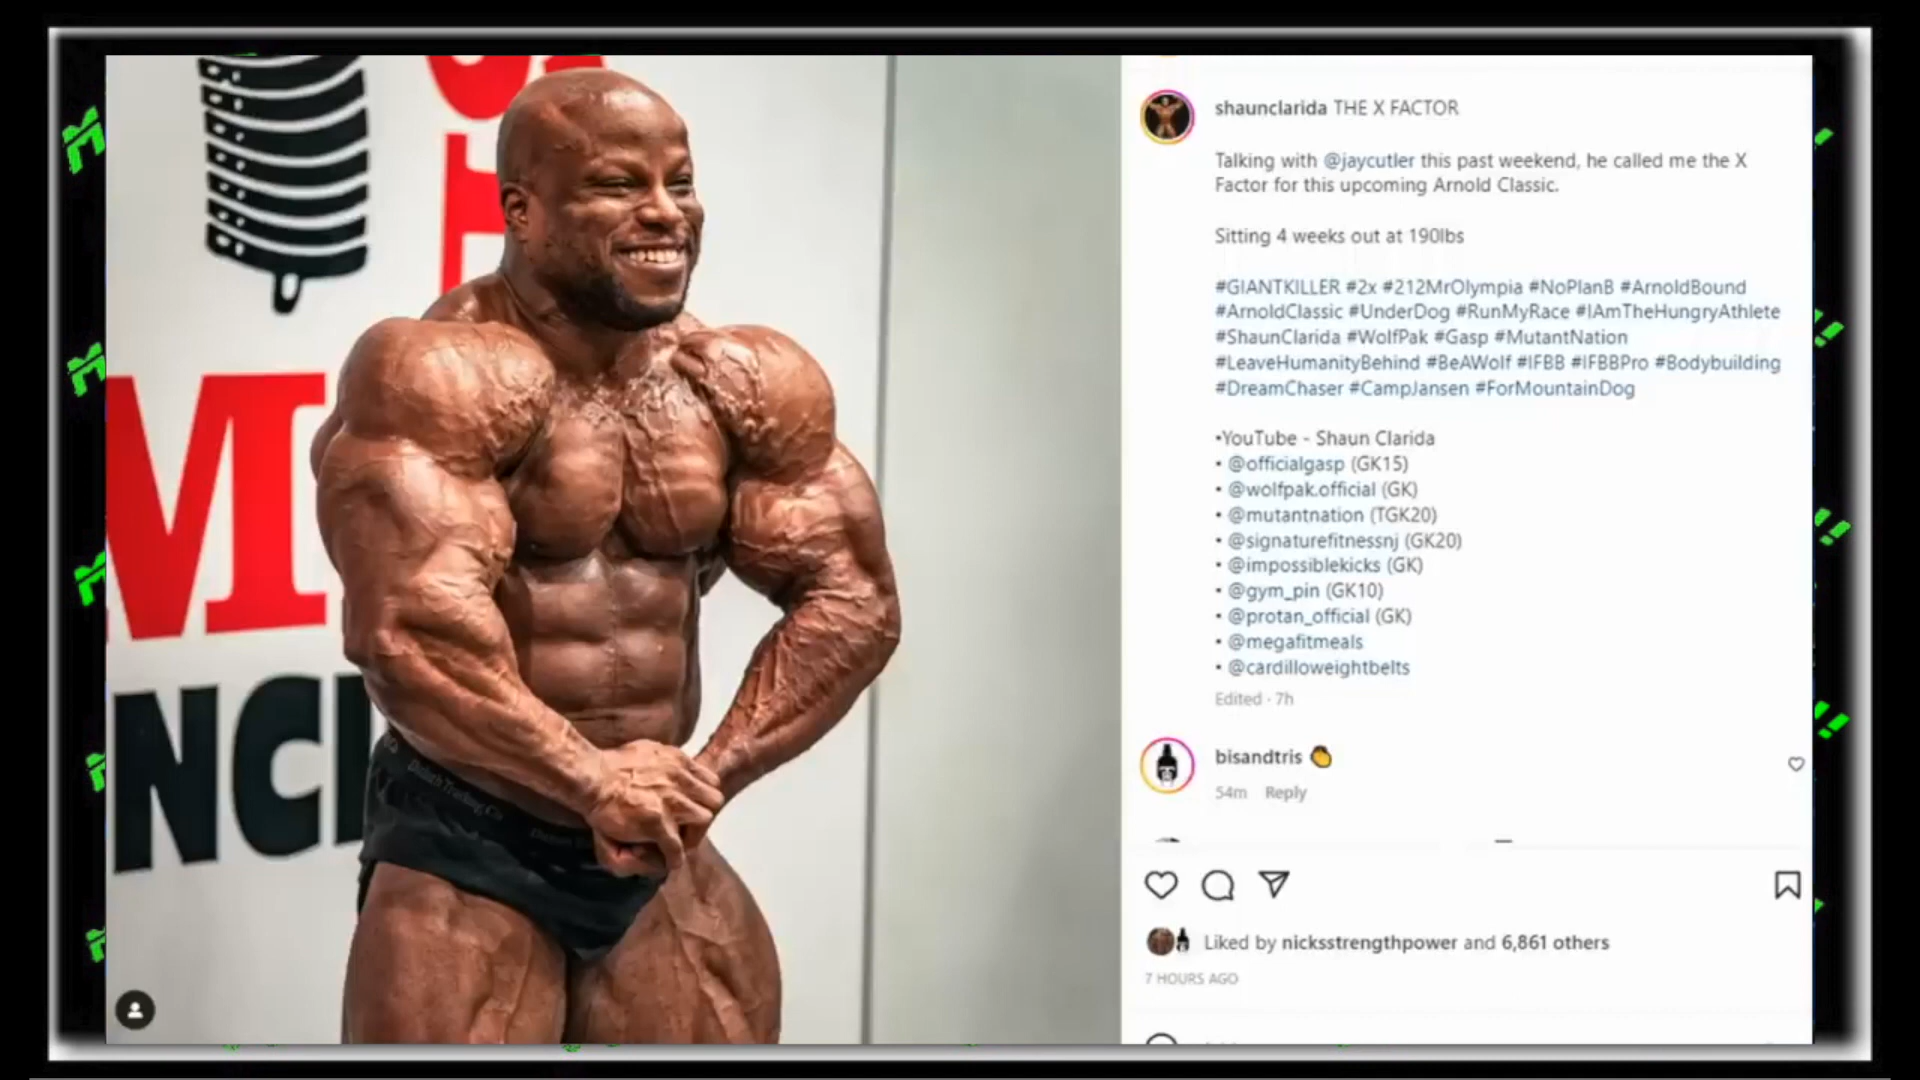 M
NCI
shaunclarida THE X FACTOR
Talking with @jaycutler this past weekend, he called me the X
Factor for this upcoming Arnold Classic.
Sitting 4 weeks out at 190lbs
#GIANTKILLER #2x #212MrOlympia #NoPlanB #ArnoldBound
#ArnoldClassic #UnderDog #RunMyRace #IAmTheHungryAthlete
#ShaunClarida #WolfPak #Gasp #MutantNation
#LeaveHumanityBehind #BeAWolf #IFBB #IFBBPro #Bodybuilding
#DreamChaser #CampJansen #ForMountainDog
•YouTube - Shaun Clarida
• @officialgasp (GK15)
• @wolfpak.official (GK)
• @mutantnation (TGK20)
• @signaturefitnessnj (GK20)
• @impossiblekicks (GK)
• @gym_pin (GK10)
• @protan_official (GK)
• @megafitmeals
• @cardilloweightbelts
Edited · 7h
bisandtris
54m Reply
Liked by nicksstrengthpower and 6,861 others
7 HOURS AGO